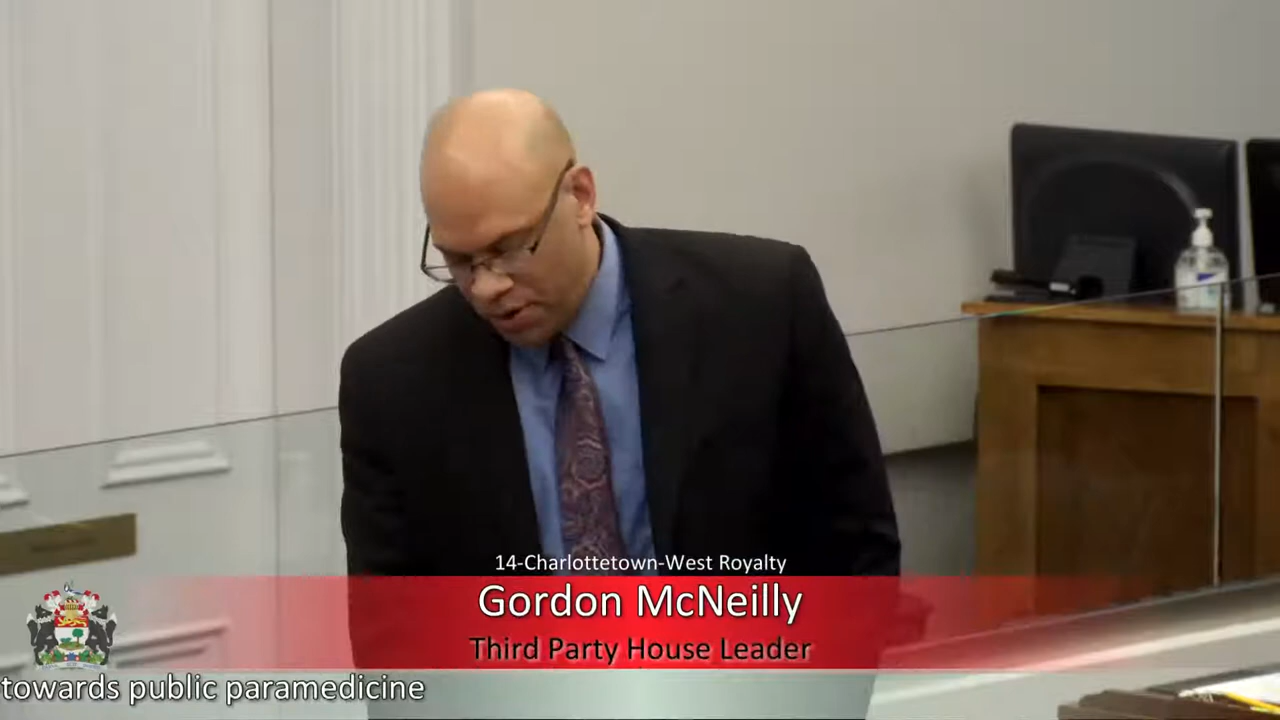 14-Charlottetown-West Royalty
Gordon McNeilly
Third Party House Leader
towards public paramedicine